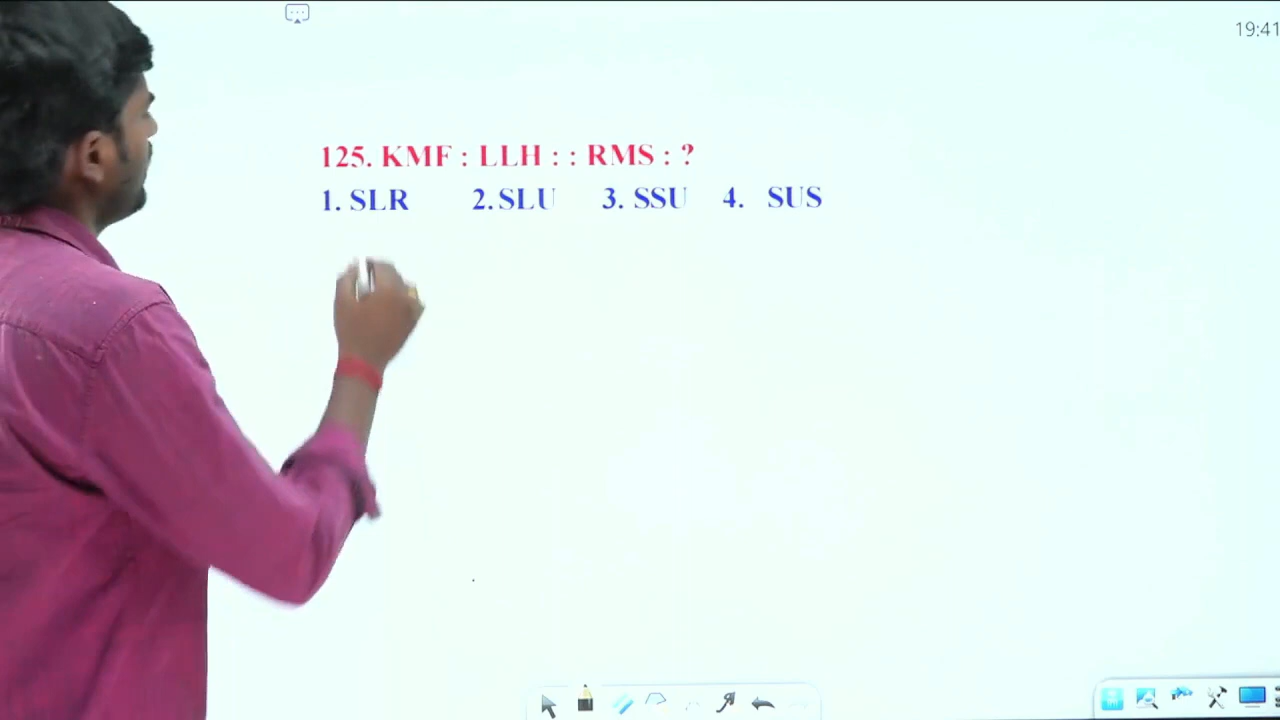 19:41
125. KMF : LLH : : RMS : ?
1. SLR 2. SLU 3. SSU 4. SUS